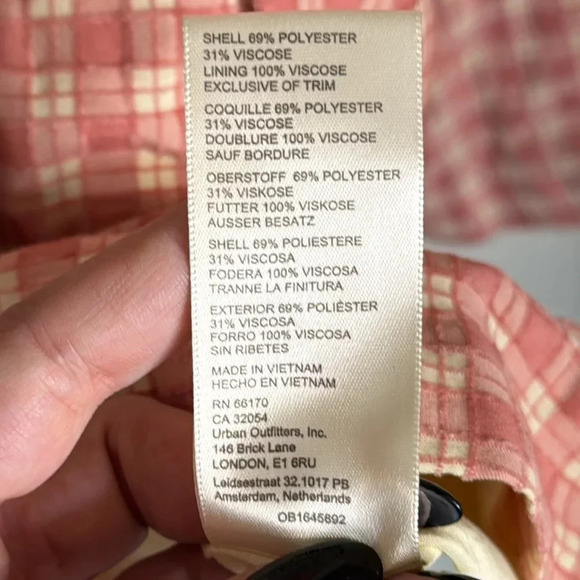 SHELL 69% POLYESTER
31% VISCOSE
LINING 100% VISCOSE
EXCLUSIVE OF TRIM
COQUILLE 69% POLYESTER
31% VISCOSE
DOUBLURE 100% VISCOSE
SAUF BORDURE
OBERSTOFF 69% POLYESTER
31% VISKOSE
FUTTER 100% VISKOSE
AUSSER BESATZ
SHELL 69% POLIESTERE
31% VISCOSA
FODERA 100% VISCOSA
TRANNE LA FINITURA
EXTERIOR 69% POLIÉSTER
31% VISCOSA
FORRO 100% VISCOSA
SIN RIBETES
MADE IN VIETNAM
HECHO EN VIETNAM
RN 66170
CA 32054
Urban Outfitters, Inc.
146 Brick Lane
LONDON, E1 6RU
Leidsestraat 32.1017 PB
Amsterdam, Netherlands
OB1645692